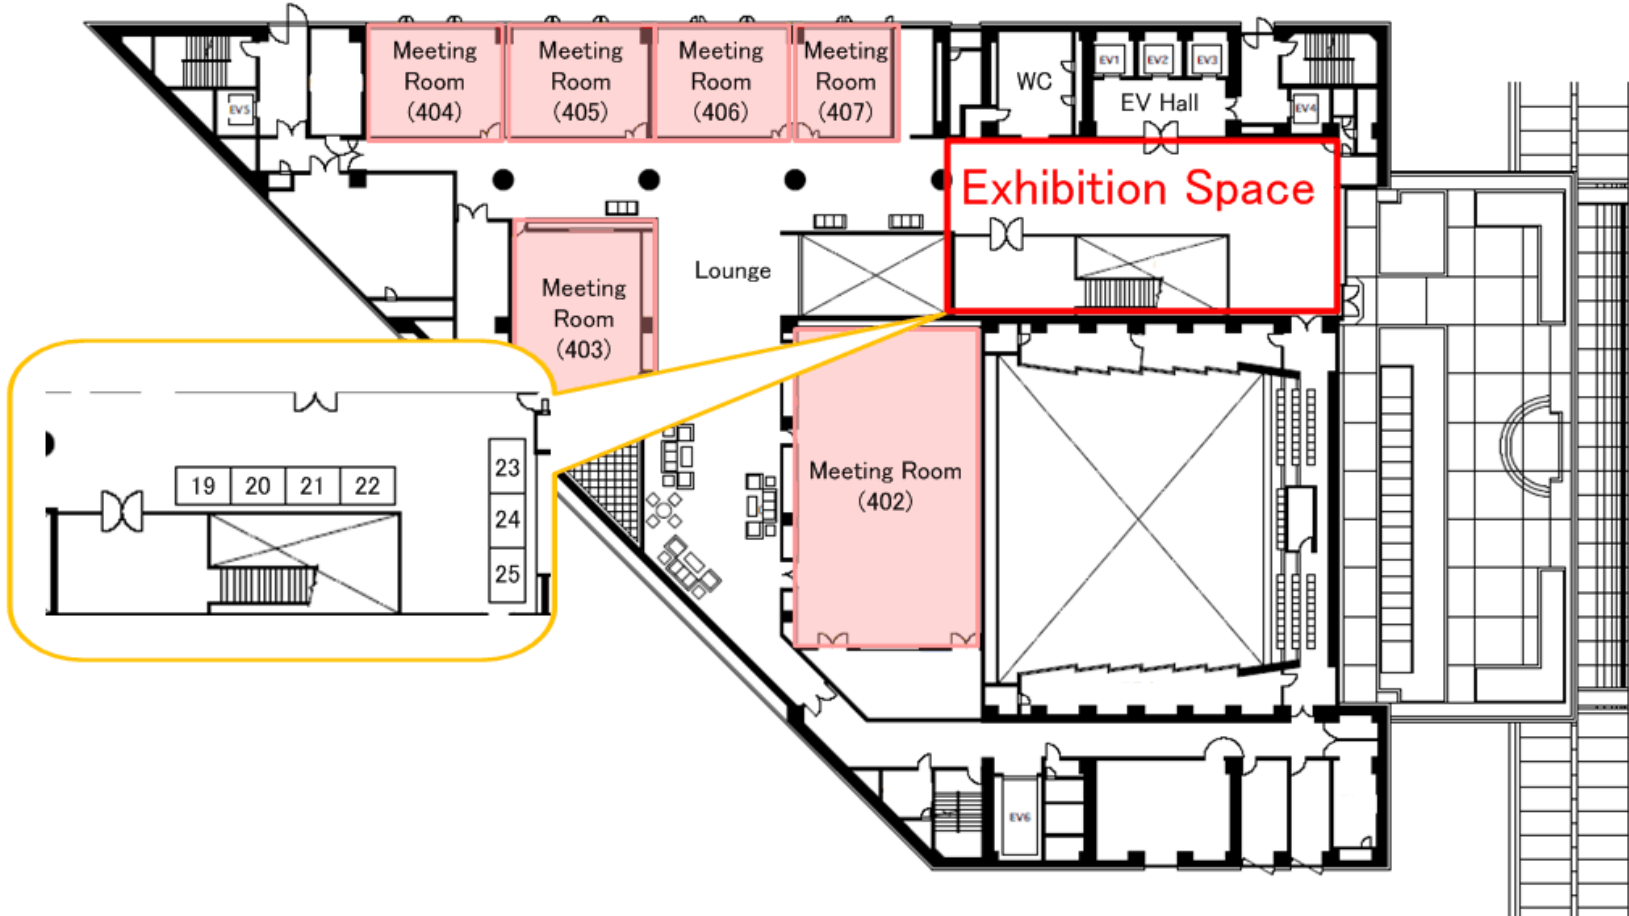 Meeting
Room
(404)
Meeting
Room
(405)
Meeting
Room
(406)
Meeting
Room
(407)
WC
EV1
EV2
EV3
EV Hall
EV4
EV5
Exhibition Space
Lounge
Meeting
Room
(403)
Meeting Room
(402)
19 20 21 22
23
24
25
EV6